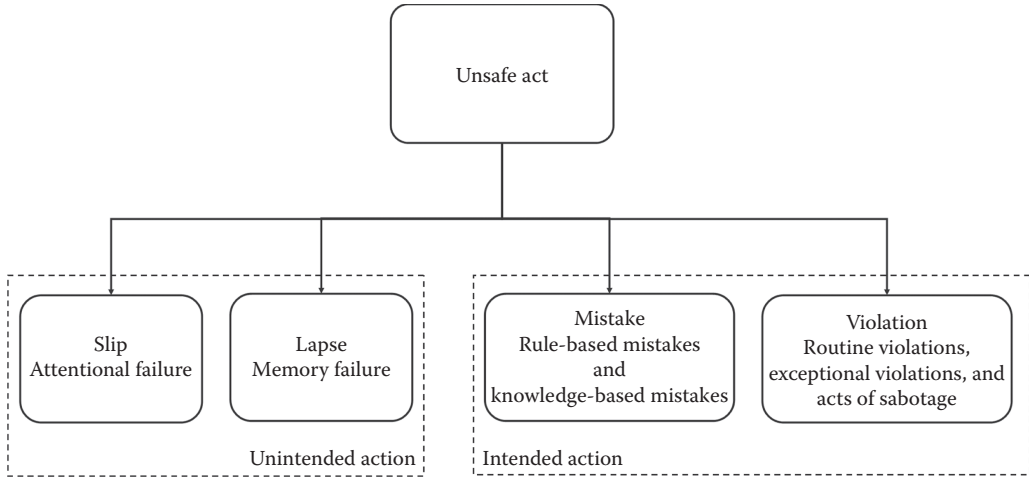 Unsafe act
Slip
Attentional failure
Lapse
Memory failure
Mistake
Rule-based mistakes
and
knowledge-based mistakes
Violation
Routine violations,
exceptional violations, and
acts of sabotage
Unintended action
Intended action